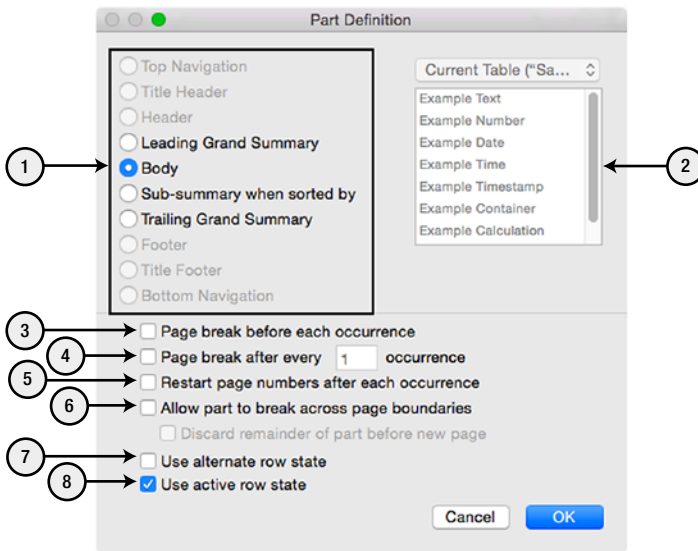 Part Definition
Top Navigation
Title Header
Header
Leading Grand Summary
1
Body
Sub-summary when sorted by
Trailing Grand Summary
Footer
Title Footer
Bottom Navigation
Current Table ("Sa...
Example Text
Example Number
Example Date
Example Time
2
Example Timestamp
Example Container
Example Calculation
3 Page break before each occurrence
4 Page break after every 1 occurrence
5 Restart page numbers after each occurrence
6 Allow part to break across page boundaries
Discard remainder of part before new page
7 Use alternate row state
8 Use active row state
Cancel OK